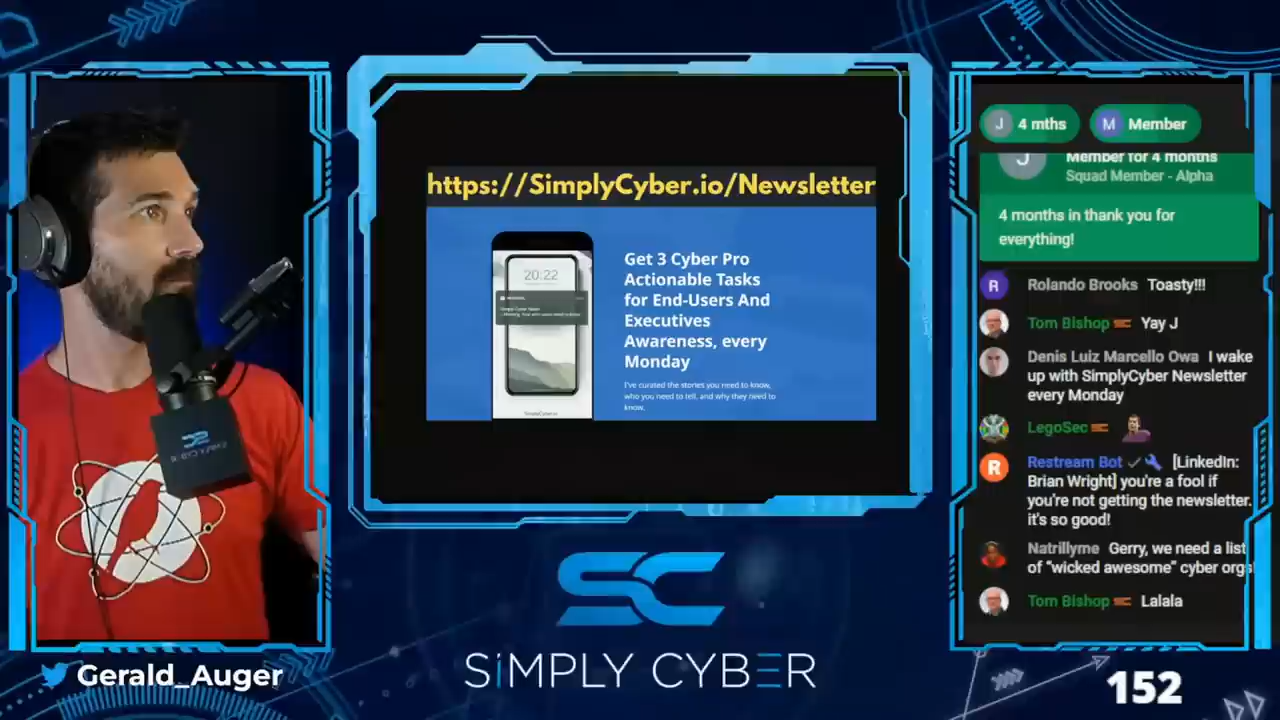 https://SimplyCyber.io/Newsletter
20:22
Get 3 Cyber Pro
Actionable Tasks
for End-Users And
Executives
Awareness, every
Monday
I've curated the stories you need to know,
who you need to tell, and why they need to
know.
SimplyCyber.io
J 4 mths
M Member
J
Member for 4 months
Squad Member - Alpha
4 months in thank you for
everything!
R Rolando Brooks Toasty!!!
Tom Bishop Yay J
Denis Luiz Marcello Owa I wake
up with SimplyCyber Newsletter
every Monday
LegoSec
R Restream Bot [LinkedIn:
Brian Wright] you're a fool if
you're not getting the newsletter.
it's so good!
Natrillyme Gerry, we need a list
of "wicked awesome" cyber orgs
Tom Bishop Lalala
SC
SiMPLY CYBER
Gerald_Auger
152